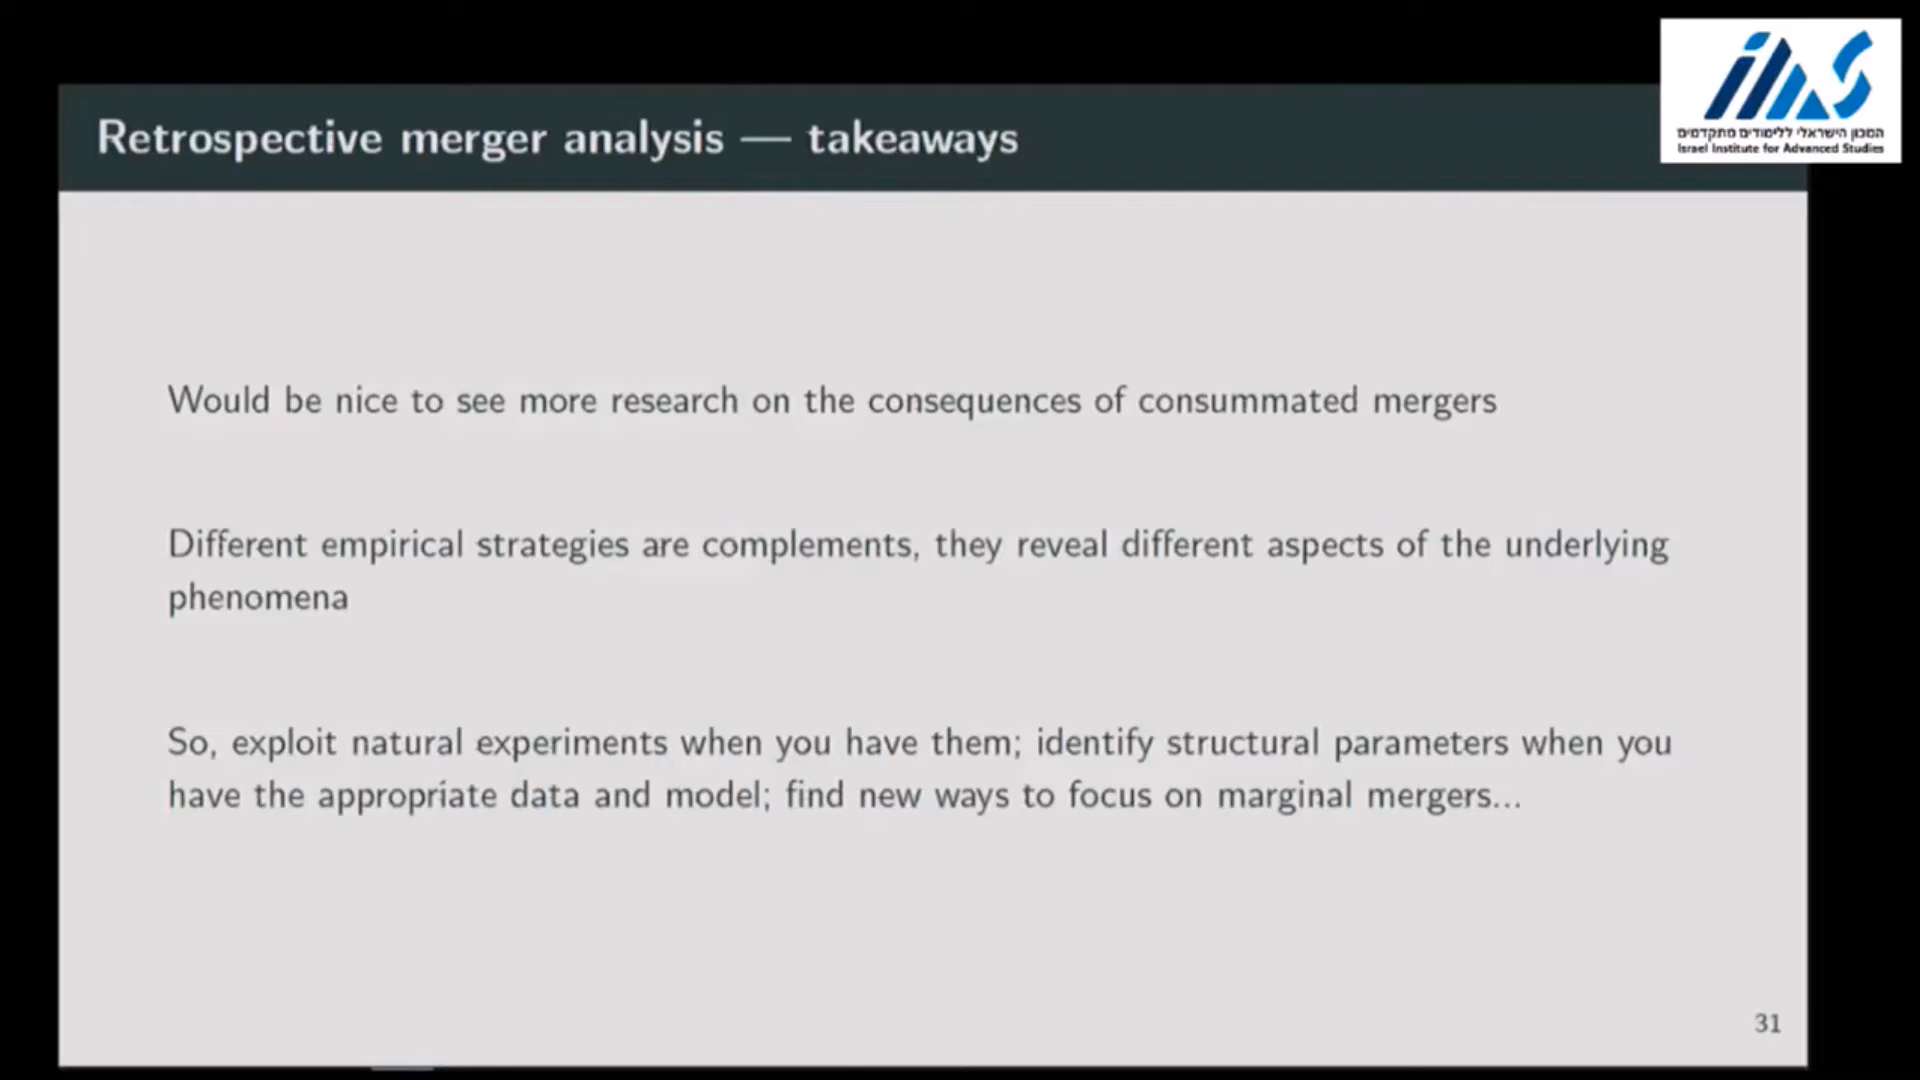 Retrospective merger analysis — takeaways
iias
המכון הישראלי ללימודים מתקדמים
Israel Institute for Advanced Studies
Would be nice to see more research on the consequences of consummated mergers
Different empirical strategies are complements, they reveal different aspects of the underlying
phenomena
So, exploit natural experiments when you have them; identify structural parameters when you
have the appropriate data and model; find new ways to focus on marginal mergers...
31